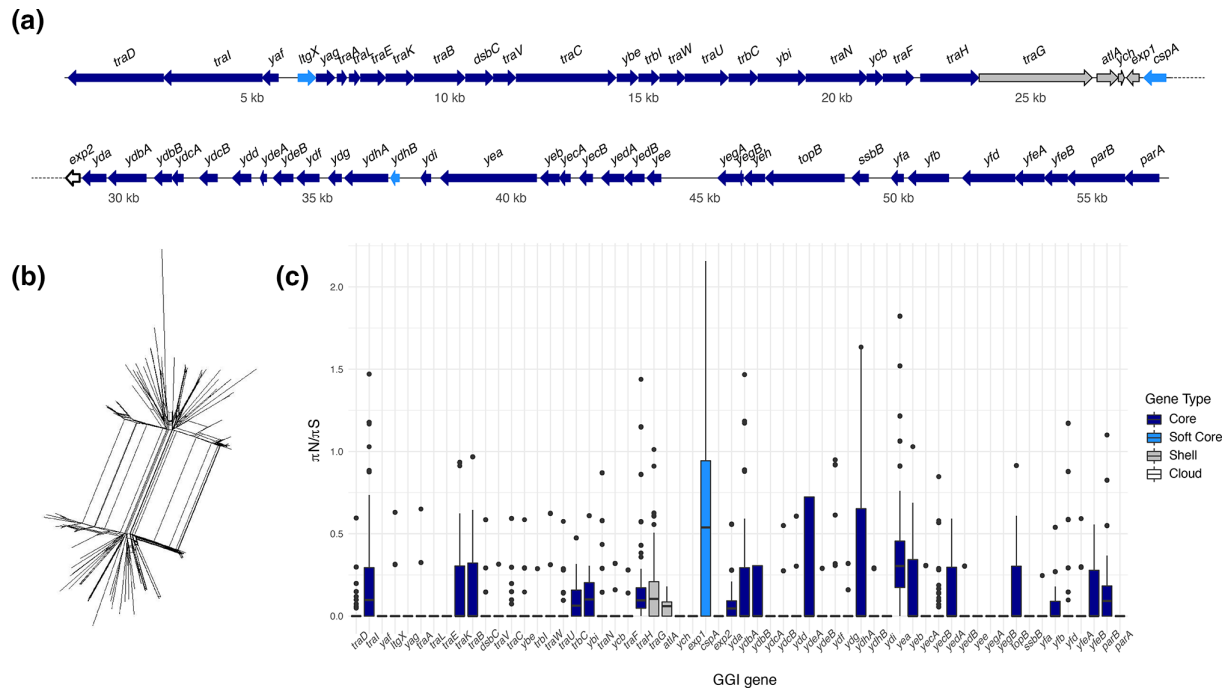 (a)
traD traI yaf ltgX yag traA traL traE traK traB dsbC traV traC ybe trbI traW traU trbC ybi traN ycb traF traH traG atlA ych exp1 cspA
5 kb 10 kb 15 kb 20 kb 25 kb
exp2 yda ydbA ydbB ydcA ydcB ydd ydeA ydeB ydf ydg ydhA ydhB ydi yea yeb yecA yecB yedA yedB yee yegA yegB yeh topB ssbB yfa yfb yfd yfeA yfeB parB parA
30 kb 35 kb 40 kb 45 kb 50 kb 55 kb
(b)
(c)
πN/πS
2.0
1.5
1.0
0.5
0.0
traD traI yaf ltgX yag traA traL traE traK traB dsbC traV traC ybe trbI traW traU trbC ybi traN ycb traF traH traG atlA ych exp1 cspA exp2 yda ydbA ydbB ydcA ydcB ydd ydeA ydeB ydf ydg ydhA ydhB ydi yea yeb yecA yecB yedA yedB yee yegA yegB topB ssbB yfa yfb yfd yfeA yfeB parB parA
GGI gene
Gene Type
Core
Soft Core
Shell
Cloud